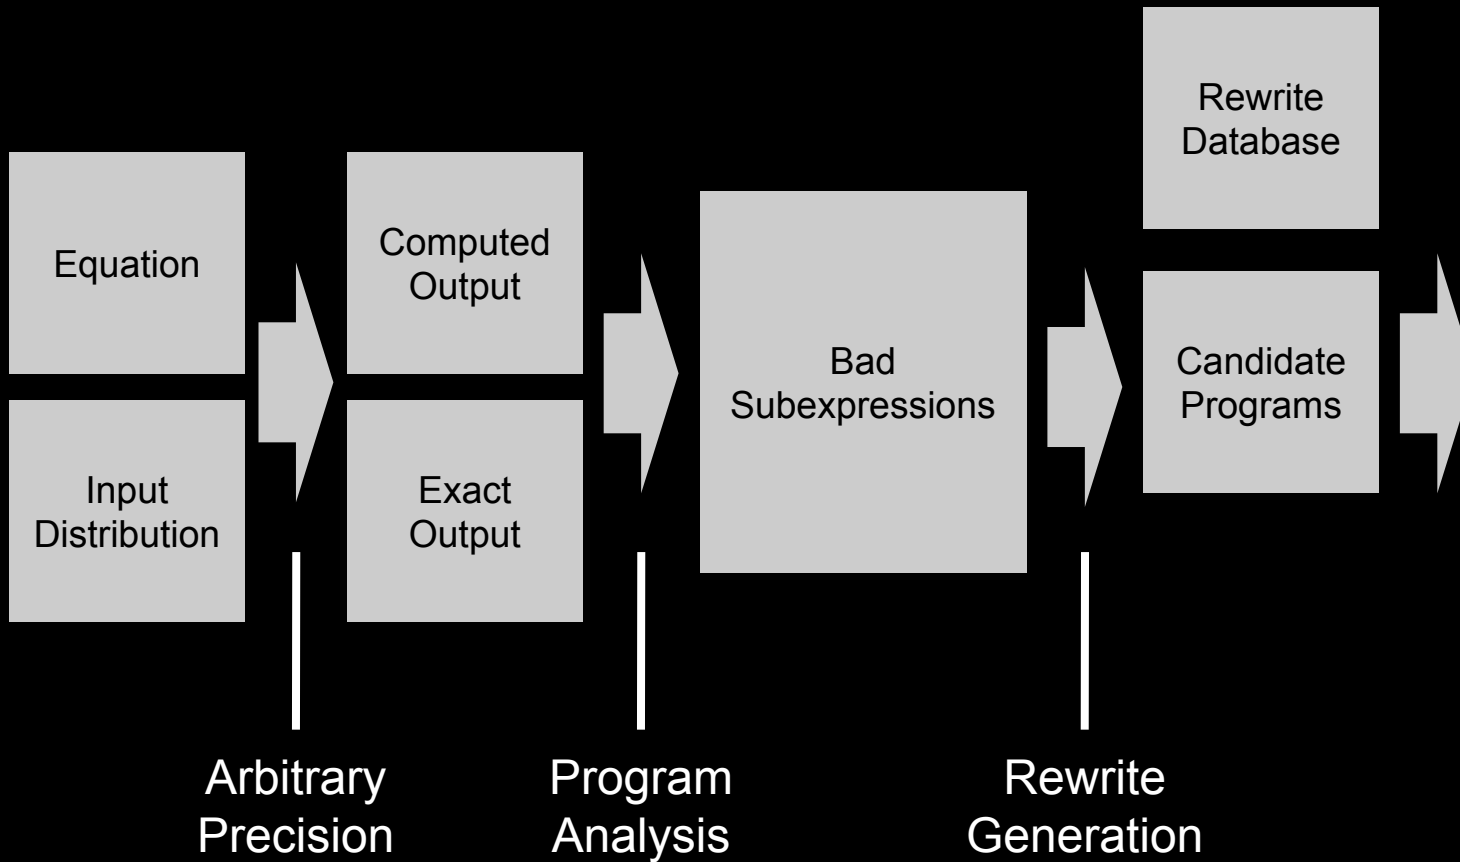 Equation
Input
Distribution
Computed
Output
Exact
Output
Bad
Subexpressions
Rewrite
Database
Candidate
Programs
Arbitrary
Precision
Program
Analysis
Rewrite
Generation